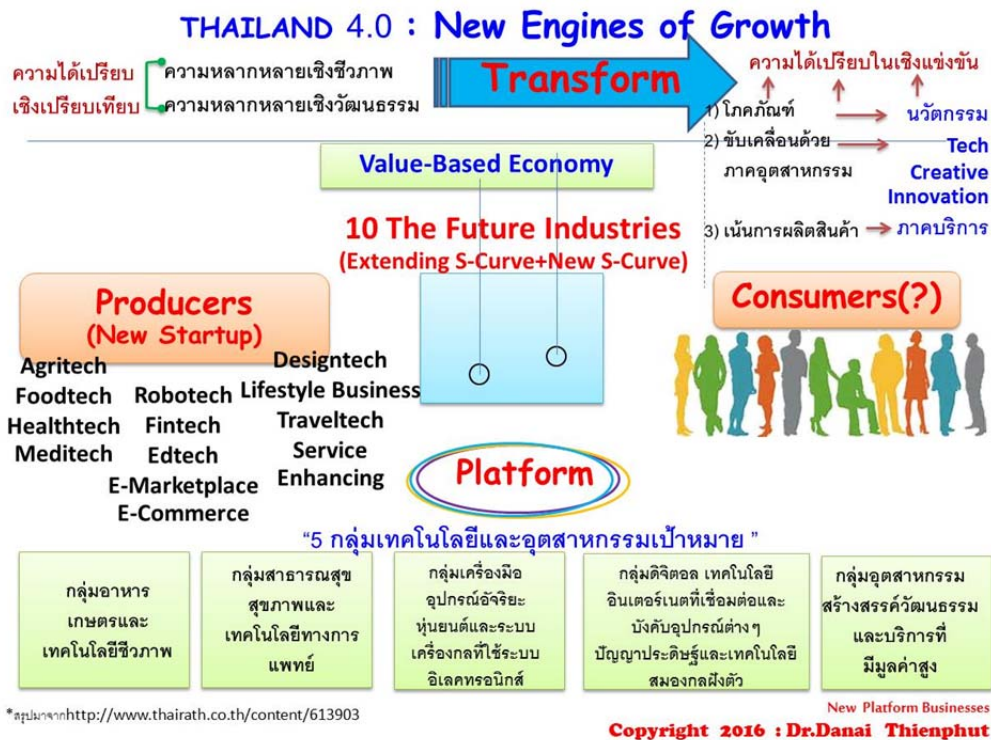 THAILAND 4.0 : New Engines of Growth
ความได้เปรียบ
เชิงเปรียบเทียบ
ความหลากหลายเชิงชีวภาพ
ความหลากหลายเชิงวัฒนธรรม
Transform
ความได้เปรียบในเชิงแข่งขัน
1) โภคภัณฑ์
นวัตกรรม
2) ขับเคลื่อนด้วย
ภาคอุตสาหกรรม
Tech
Creative
Innovation
3) เน้นการผลิตสินค้า
ภาคบริการ
Value-Based Economy
10 The Future Industries
(Extending S-Curve+New S-Curve)
Producers
(New Startup)
Agritech
Foodtech
Healthtech
Meditech
Robotech
Fintech
Edtech
E-Marketplace
E-Commerce
Designtech
Lifestyle Business
Traveltech
Service
Enhancing
Consumers(?)
Platform
“5 กลุ่มเทคโนโลยีและอุตสาหกรรมเป้าหมาย ”
กลุ่มอาหาร
เกษตรและ
เทคโนโลยีชีวภาพ
กลุ่มสาธารณสุข
สุขภาพและ
เทคโนโลยีทางการ
แพทย์
กลุ่มเครื่องมือ
อุปกรณ์อัจริยะ
หุ่นยนต์และระบบ
เครื่องกลที่ใช้ระบบ
อิเลคทรอนิกส์
กลุ่มดิจิตอล เทคโนโลยี
อินเตอร์เนตที่เชื่อมต่อและ
บังคับอุปกรณ์ต่างๆ
ปัญญาประดิษฐ์และเทคโนโลยี
สมองกลฝังตัว
กลุ่มอุตสาหกรรม
สร้างสรรค์วัฒนธรรม
และบริการที่
มีมูลค่าสูง
*สรุปมาจากhttp://www.thairath.co.th/content/613903
New Platform Businesses
Copyright 2016 : Dr.Danai Thienphut